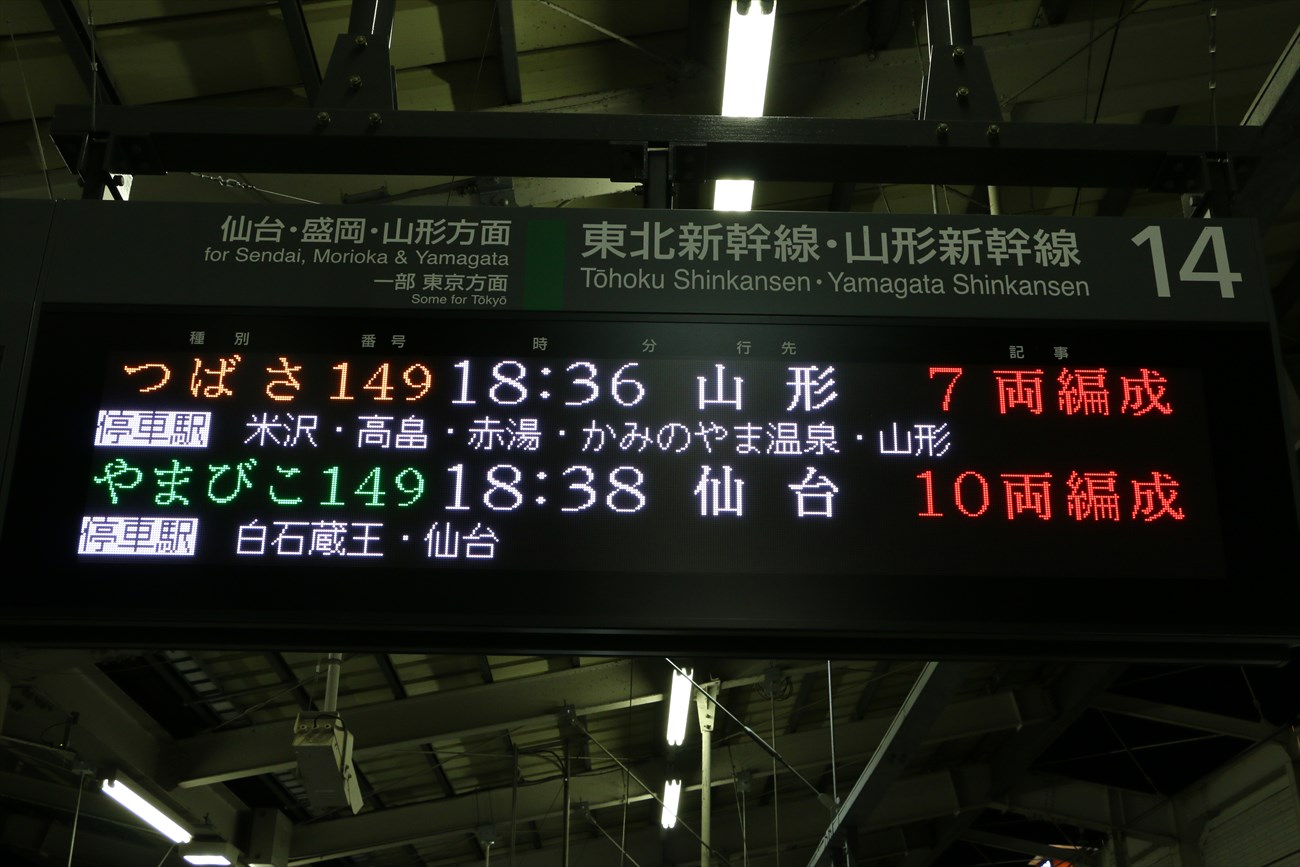 仙台・盛岡・山形方面
for Sendai, Morioka & Yamagata
一部 東京方面
Some for Tōkyō
東北新幹線・山形新幹線
Tōhoku Shinkansen・Yamagata Shinkansen
14
種別 番号 時 分 行先 記事
つばさ 149 18:36 山形 7両編成
停車駅 米沢・高畠・赤湯・かみのやま温泉・山形
やまびこ 149 18:38 仙台 10両編成
停車駅 白石蔵王・仙台